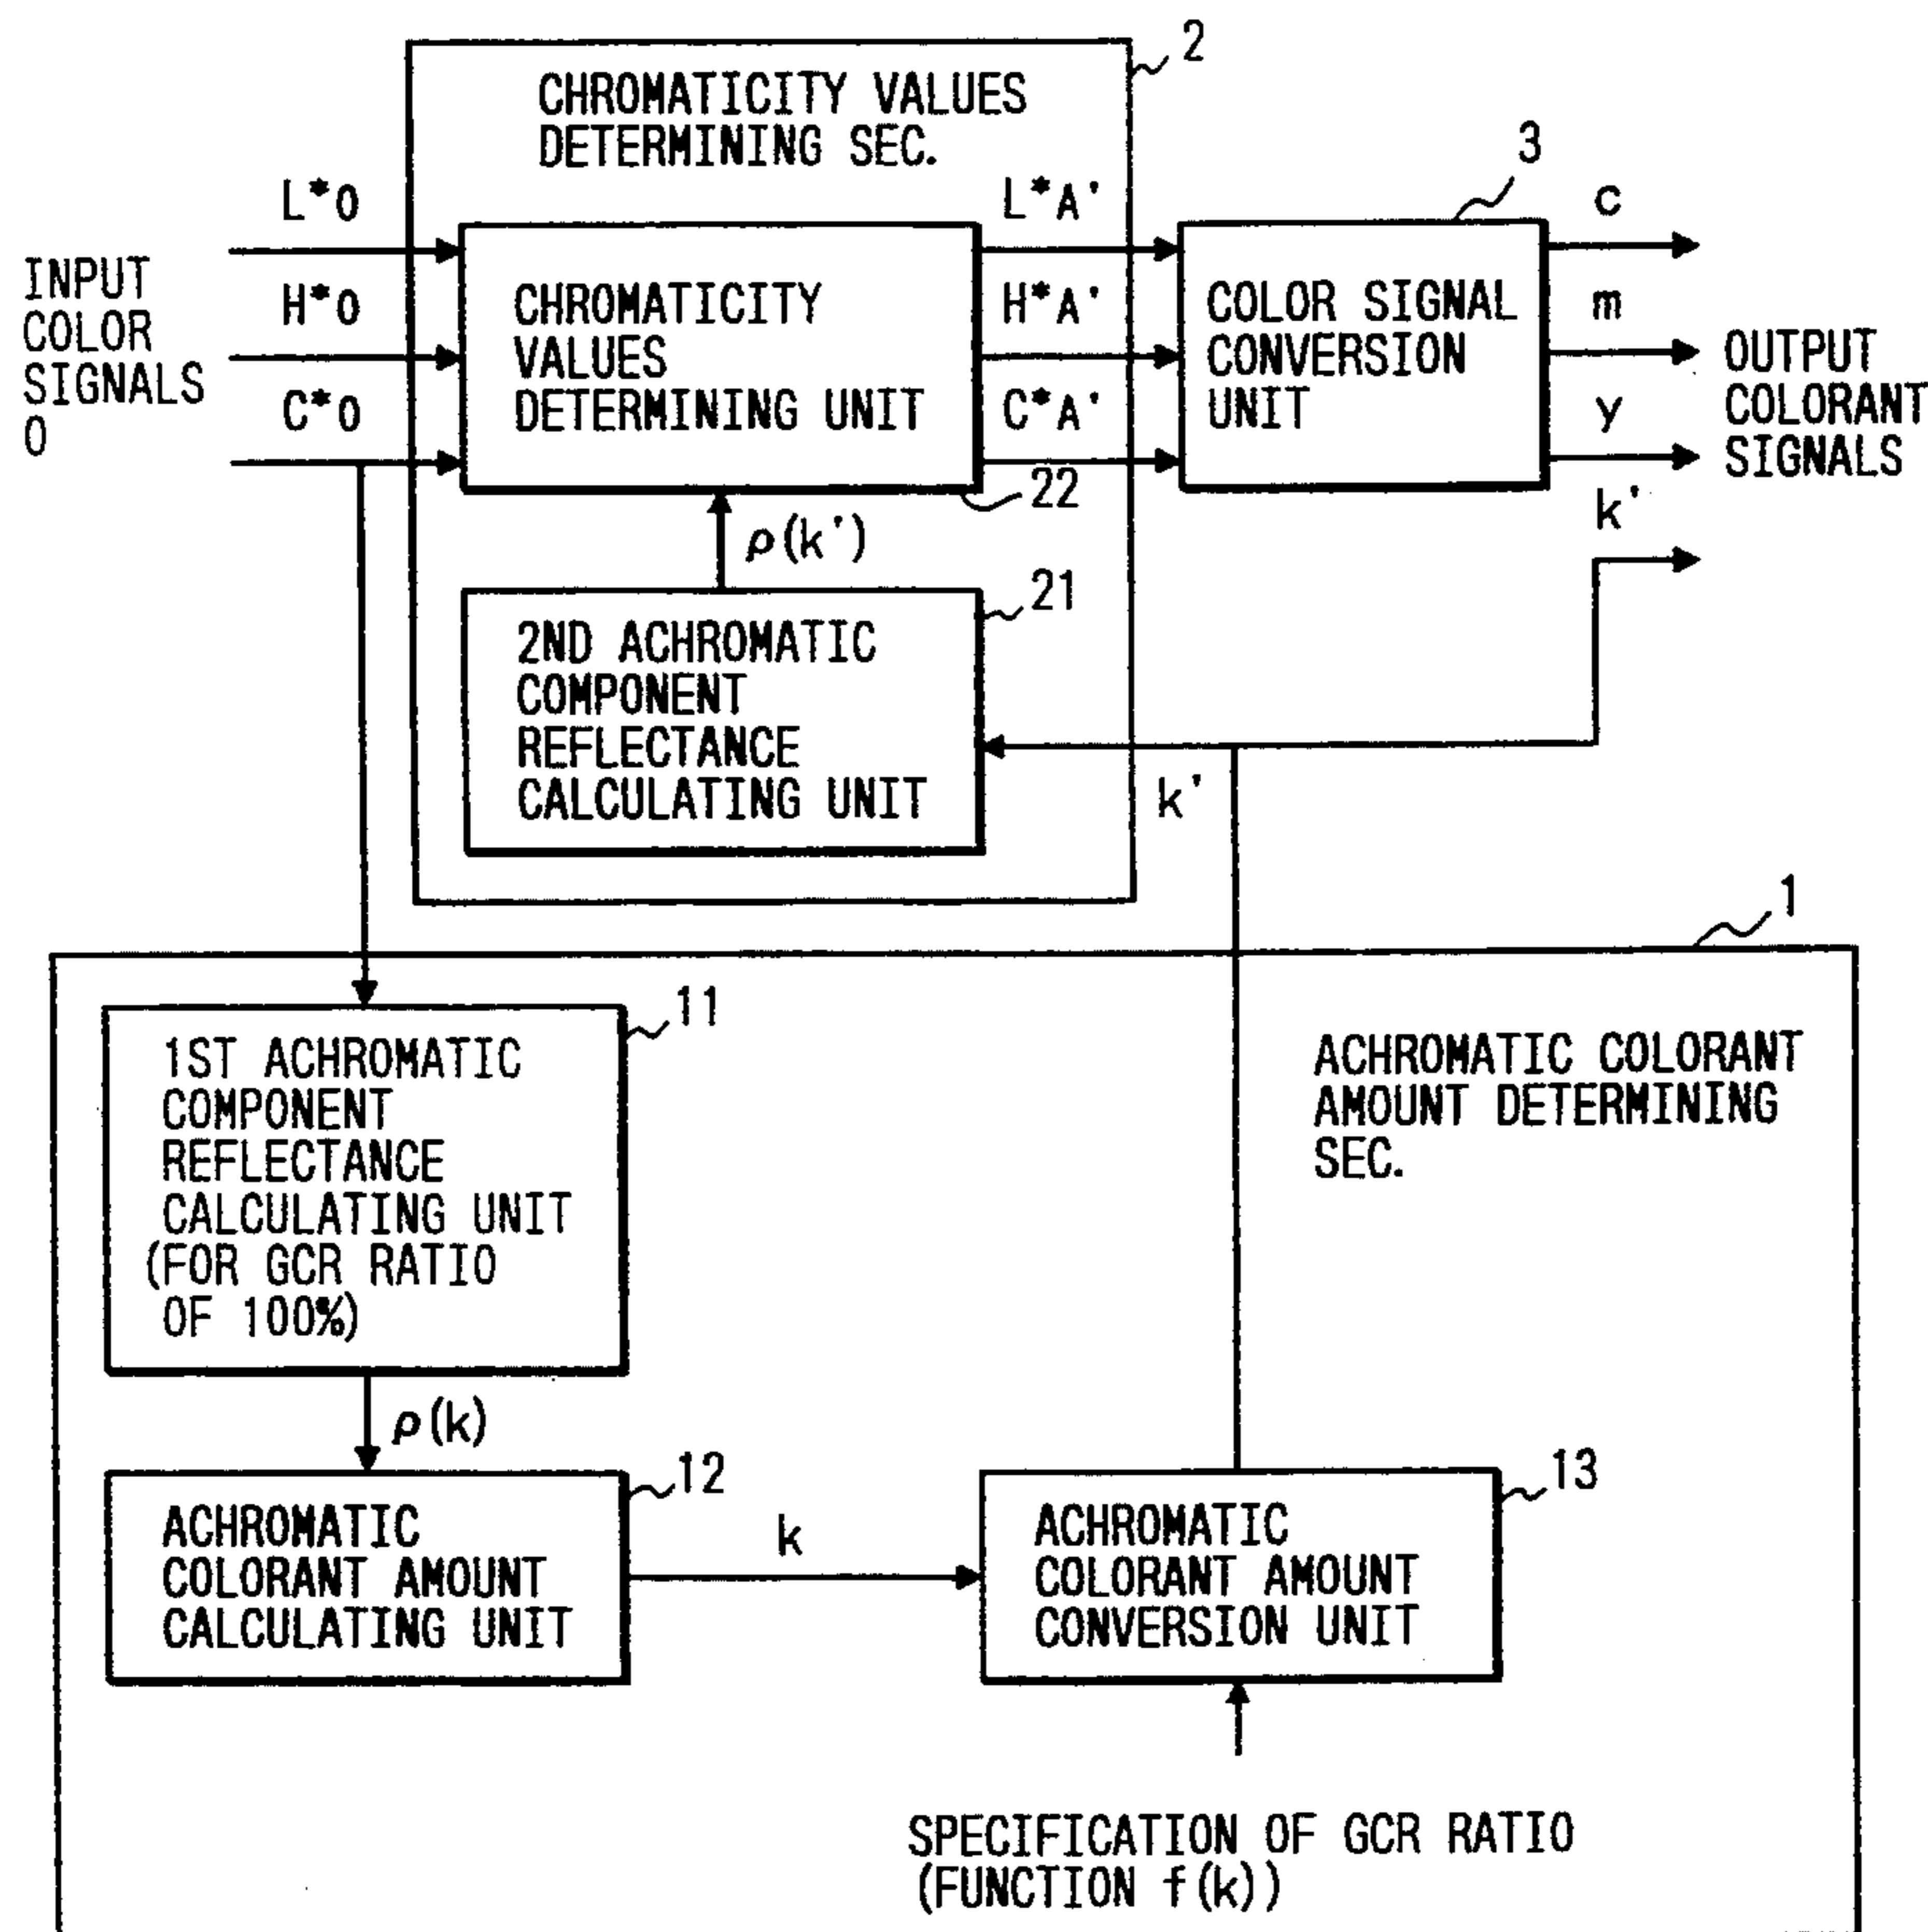 2
CHROMATICITY VALUES
DETERMINING SEC.
3
L*0
L*A'
c
INPUT
COLOR
SIGNALS
0
H*0
CHROMATICITY
VALUES
DETERMINING UNIT
H*A'
COLOR SIGNAL
CONVERSION
UNIT
m
OUTPUT
COLORANT
SIGNALS
C*0
C*A'
y
22
k'
ρ(k')
21
2ND ACHROMATIC
COMPONENT
REFLECTANCE
CALCULATING UNIT
k'
1
11
1ST ACHROMATIC
COMPONENT
REFLECTANCE
CALCULATING UNIT
(FOR GCR RATIO
OF 100%)
ACHROMATIC COLORANT
AMOUNT DETERMINING
SEC.
ρ(k)
12
ACHROMATIC
COLORANT AMOUNT
CALCULATING UNIT
k
13
ACHROMATIC
COLORANT AMOUNT
CONVERSION UNIT
SPECIFICATION OF GCR RATIO
(FUNCTION f(k))